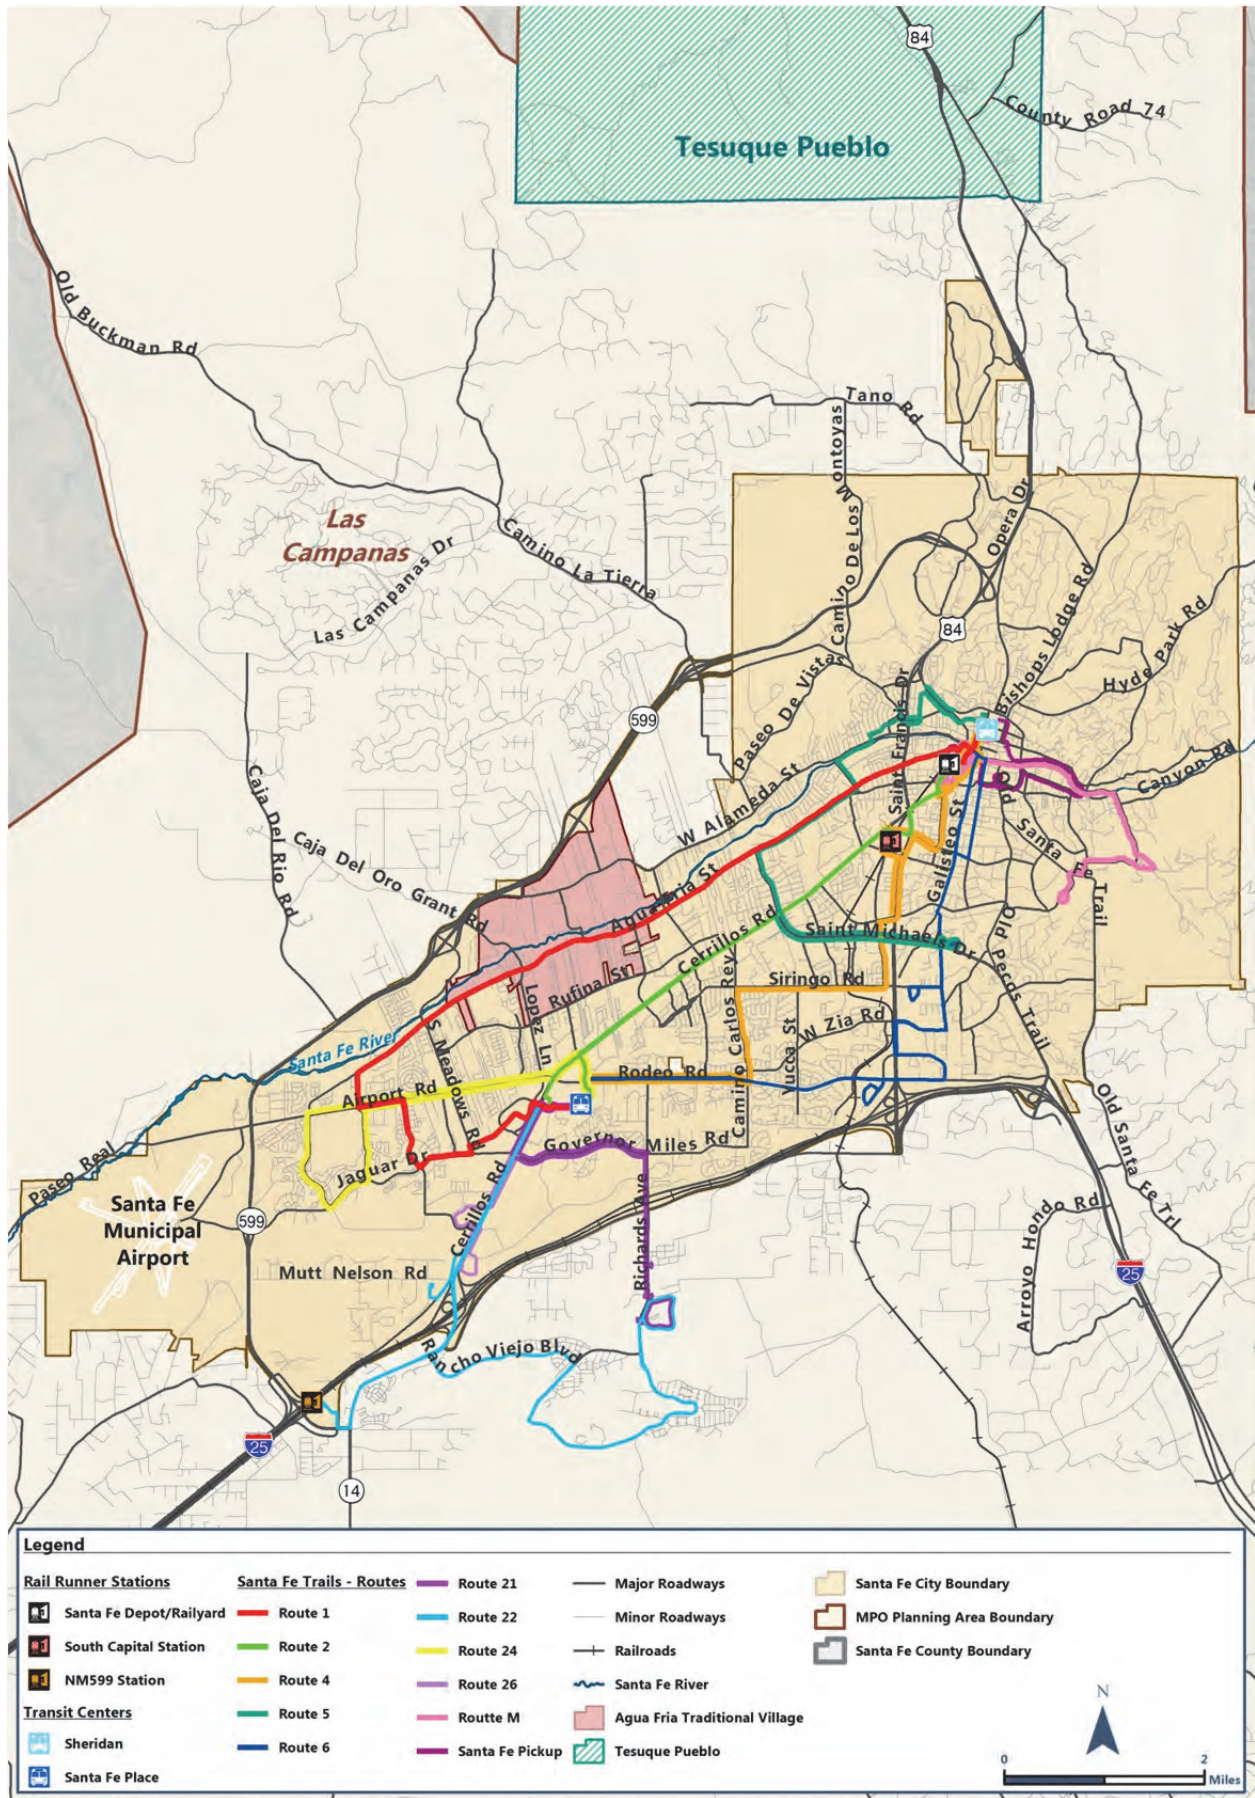 84
County Road 74
Tesuque Pueblo
Old Buckman Rd
Tano Rd
Camino De Los Montoyas
Las
Campanas
Las Campanas Dr
Camino La Tierra
Opera Dr
Bishops Lodge Rd
Hyde Park Rd
84
599
Paseo De Vistas
Saint Francis Dr
Canyon Rd
W Alameda St
Caja Del Rio Rd
Caja Del Oro Grant Rd
Agua Fria St
Galisteo St
Old Santa Fe Trail
Cerrillos Rd
Saint Michaels Dr
Old Pecos Trail
Rufina St
Lopez Ln
Siringo Rd
Camino Carlos Rey
Yucca St
W Zia Rd
Santa Fe River
S Meadows Rd
Airport Rd
Rodeo Rd
Governor Miles Rd
Jaguar Dr
Paseo Real
Santa Fe
Municipal
Airport
599
Cerrillos Rd
Richards Ave
Old Santa Fe Trl
Arroyo Hondo Rd
Mutt Nelson Rd
25
Rancho Viejo Blvd
25
14
Legend
Rail Runner Stations
Santa Fe Depot/Railyard
South Capital Station
NM599 Station
Transit Centers
Sheridan
Santa Fe Place
Santa Fe Trails - Routes
Route 1
Route 2
Route 4
Route 5
Route 6
Route 21
Route 22
Route 24
Route 26
Routte M
Santa Fe Pickup
Major Roadways
Minor Roadways
Railroads
Santa Fe River
Agua Fria Traditional Village
Tesuque Pueblo
Santa Fe City Boundary
MPO Planning Area Boundary
Santa Fe County Boundary
N
0 2
Miles